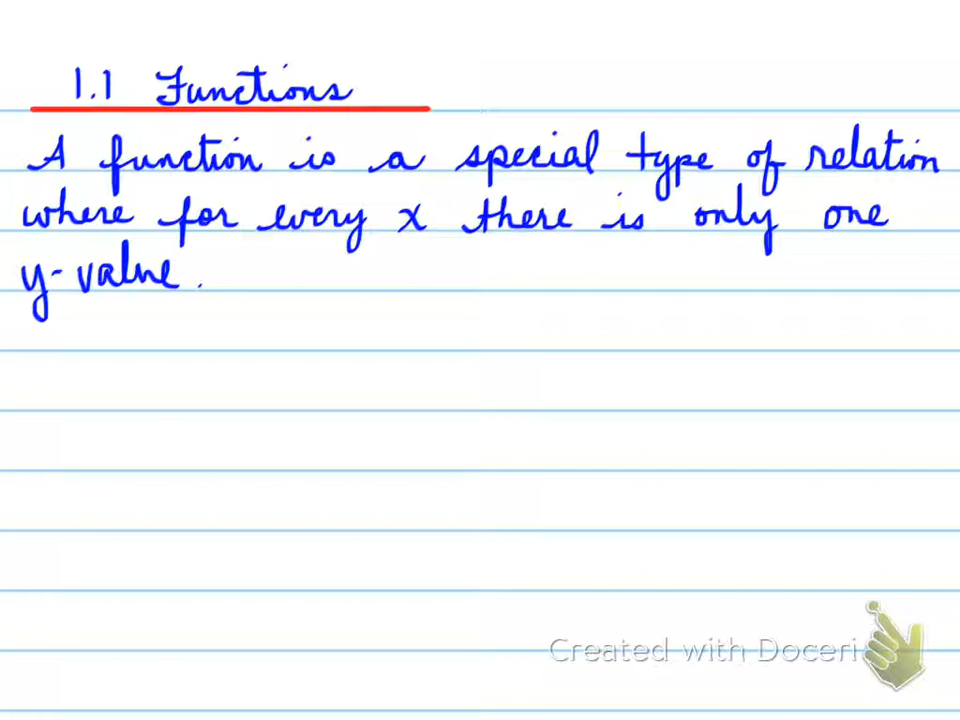 1.1 Functions
A function is a special type of relation
where for every x there is only one
y-value.
Created with Doceri